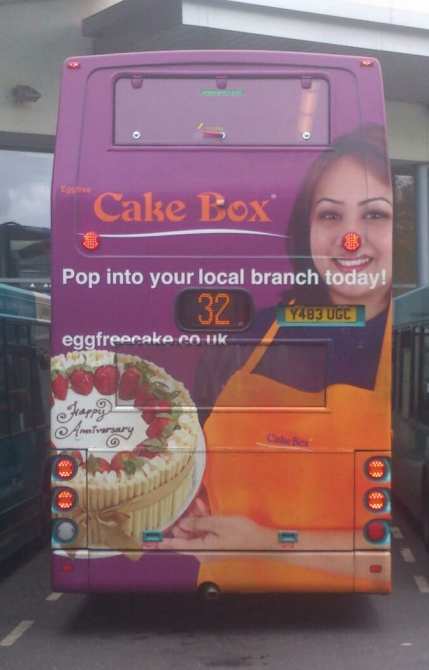 Eggfree
Cake Box
Pop into your local branch today!
32
Y483 UGC
eggfreecake.co.uk
Happy
Anniversary
Cake Box